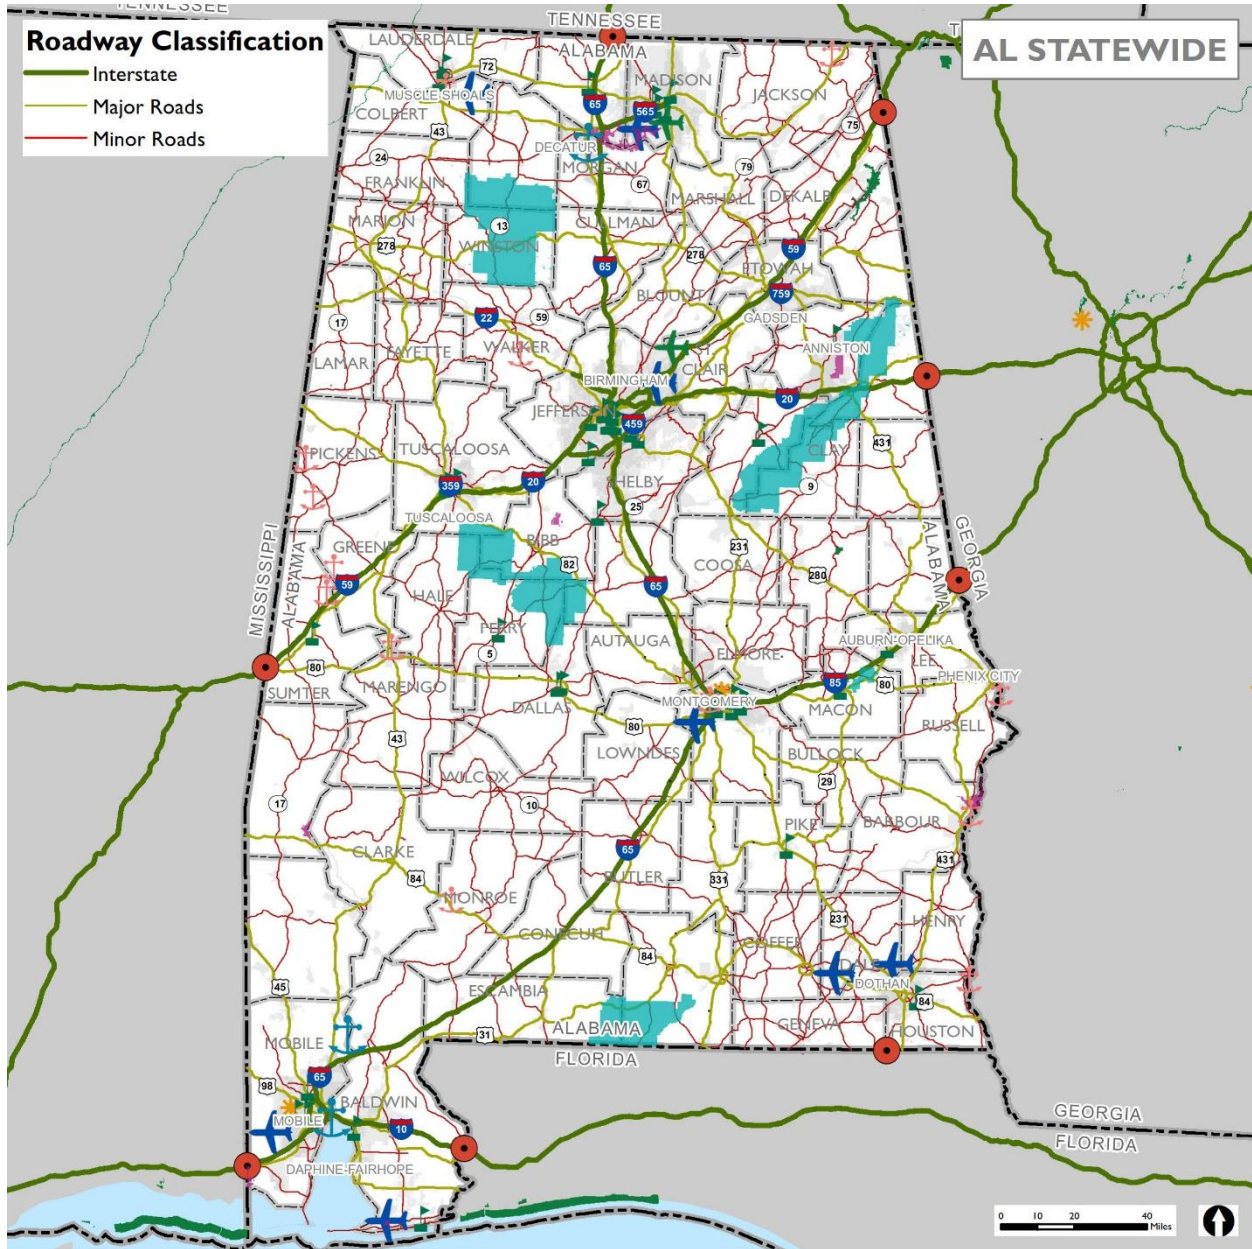 TENNESSEE
TENNESSEE
ALABAMA
Roadway Classification
Interstate
Major Roads
Minor Roads
AL STATEWIDE
LAUDERDALE
72
MUSCLE SHOALS
COLBERT
43
65
565
MADISON
JACKSON
75
DECATUR
MORGAN
24
FRANKLIN
67
79
MARSHALL
DEKALB
MARION
278
13
WINSTON
CULLMAN
65
278
59
ETOWAH
759
BLOUNT
GADSDEN
17
22
59
WALKER
LAMAR
FAYETTE
ST.
CLAIR
ANNISTON
BIRMINGHAM
20
JEFFERSON
459
PICKENS
TUSCALOOSA
431
CLAY
359
20
SHELBY
9
25
TUSCALOOSA
GREENE
BIBB
82
231
COOSA
280
MISSISSIPPI
ALABAMA
GEORGIA
ALABAMA
59
HALE
65
PERRY
AUTAUGA
5
ELMORE
AUBURN-OPELIKA
LEE
80
SUMTER
MARENGO
DALLAS
MONTGOMERY
85
80
PHENIX CITY
MACON
RUSSELL
43
80
LOWNDES
BULLOCK
WILCOX
29
17
10
PIKE
BARBOUR
CLARKE
65
431
84
BUTLER
331
MONROE
231
HENRY
CONECUH
84
COFFEE
DALE
45
ESCAMBIA
DOTHAN
84
MOBILE
31
ALABAMA
FLORIDA
GENEVA
HOUSTON
65
98
BALDWIN
MOBILE
10
DAPHINE-FAIRHOPE
GEORGIA
FLORIDA
0 10 20 40
Miles